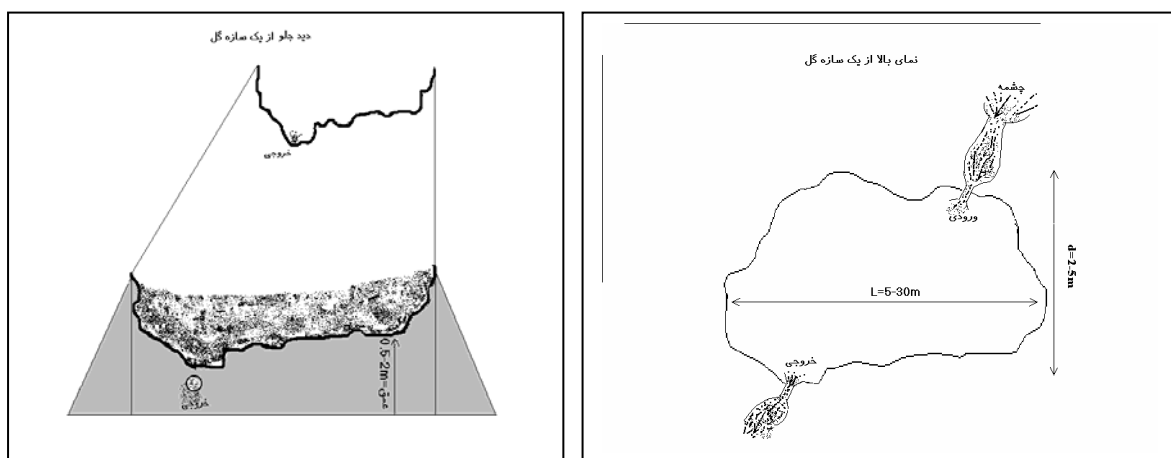 دید جلو از یک سازه گل
خروجی
0.5-2m=عمق
خروجی
نمای بالا از یک سازه گل
چشمه
ورودی
d=2-5m
L=5-30m
خروجی